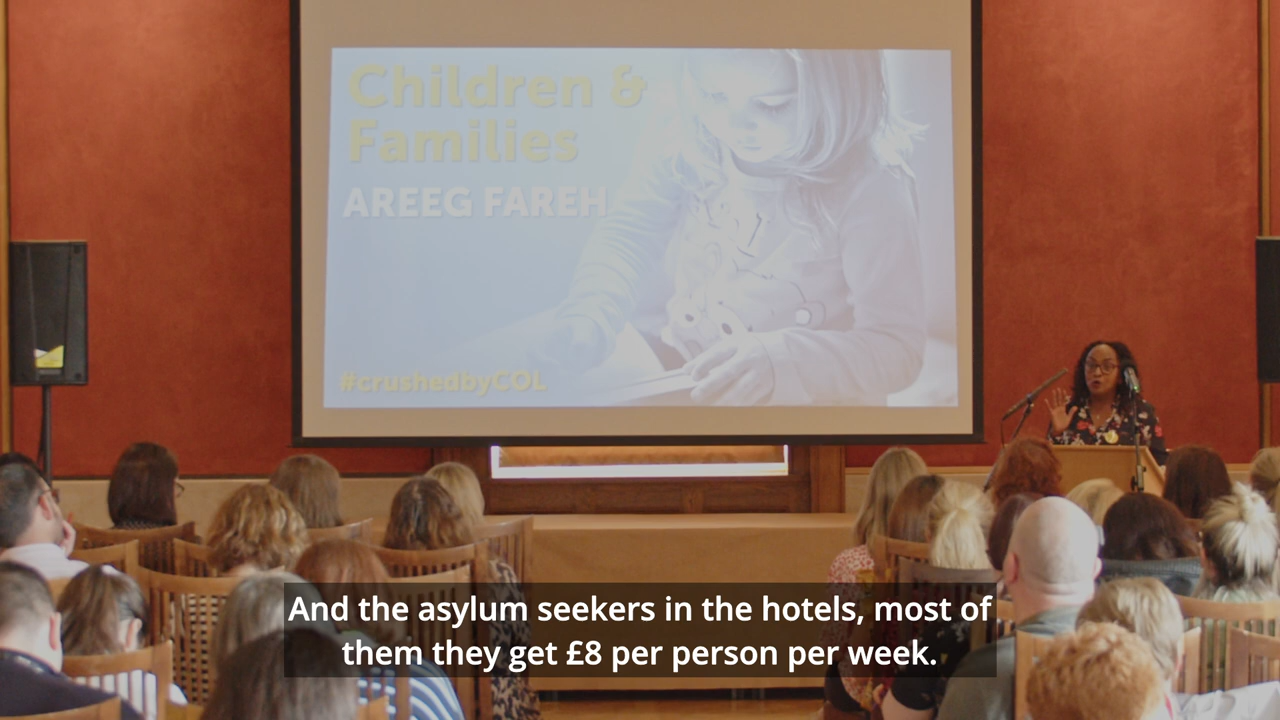 Children &
Families
AREEG FAREH
#crushedbyCOL
And the asylum seekers in the hotels, most of
them they get £8 per person per week.